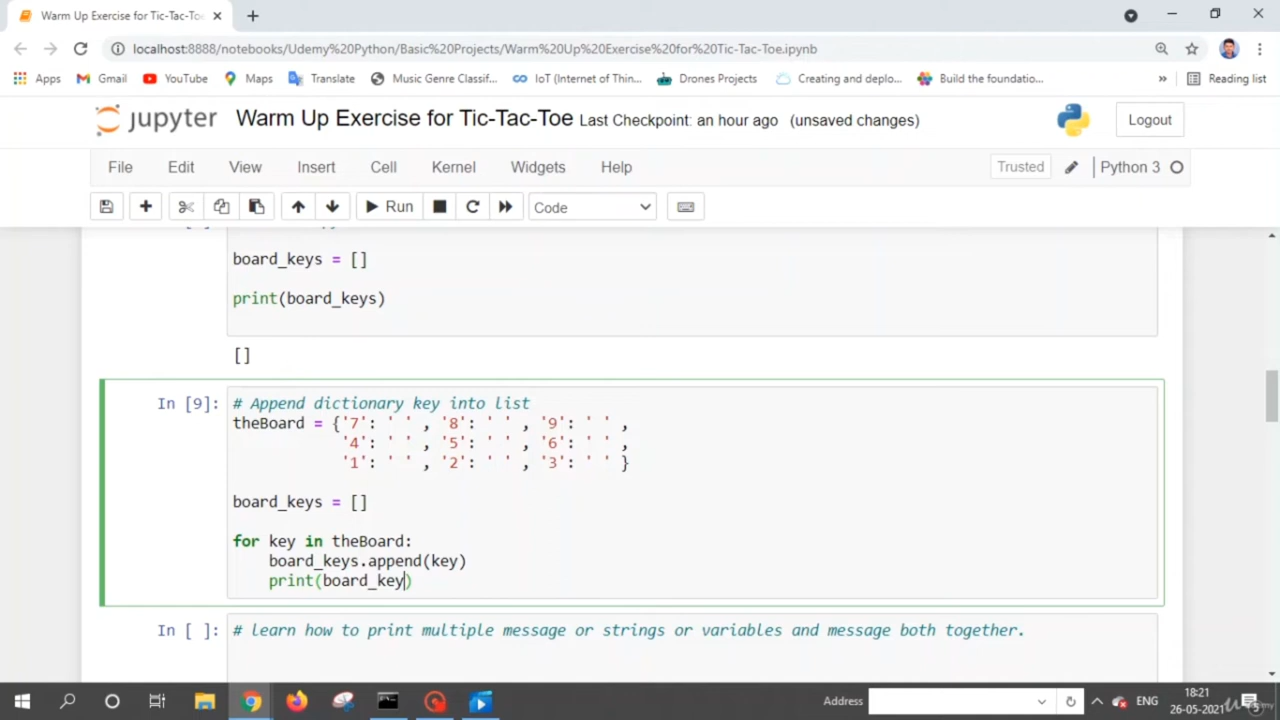 Warm Up Exercise for Tic-Tac-Toe
localhost:8888/notebooks/Udemy%20Python/Basic%20Projects/Warm%20Up%20Exercise%20for%20Tic-Tac-Toe.ipynb
Apps Gmail YouTube Maps Translate Music Genre Classif... IoT (Internet of Thin... Drones Projects Creating and deplo... Build the foundatio... » Reading list
jupyter Warm Up Exercise for Tic-Tac-Toe Last Checkpoint: an hour ago (unsaved changes) Logout
File Edit View Insert Cell Kernel Widgets Help Trusted Python 3
Run Code
board_keys = []
print(board_keys)
[]
In [9]: # Append dictionary key into list
theBoard = {'7': ' ' , '8': ' ' , '9': ' ' ,
'4': ' ' , '5': ' ' , '6': ' ' ,
'1': ' ' , '2': ' ' , '3': ' ' }
board_keys = []
for key in theBoard:
board_keys.append(key)
print(board_key)
In [ ]: # learn how to print multiple message or strings or variables and message both together.
Address ENG 18:21
26-05-2021